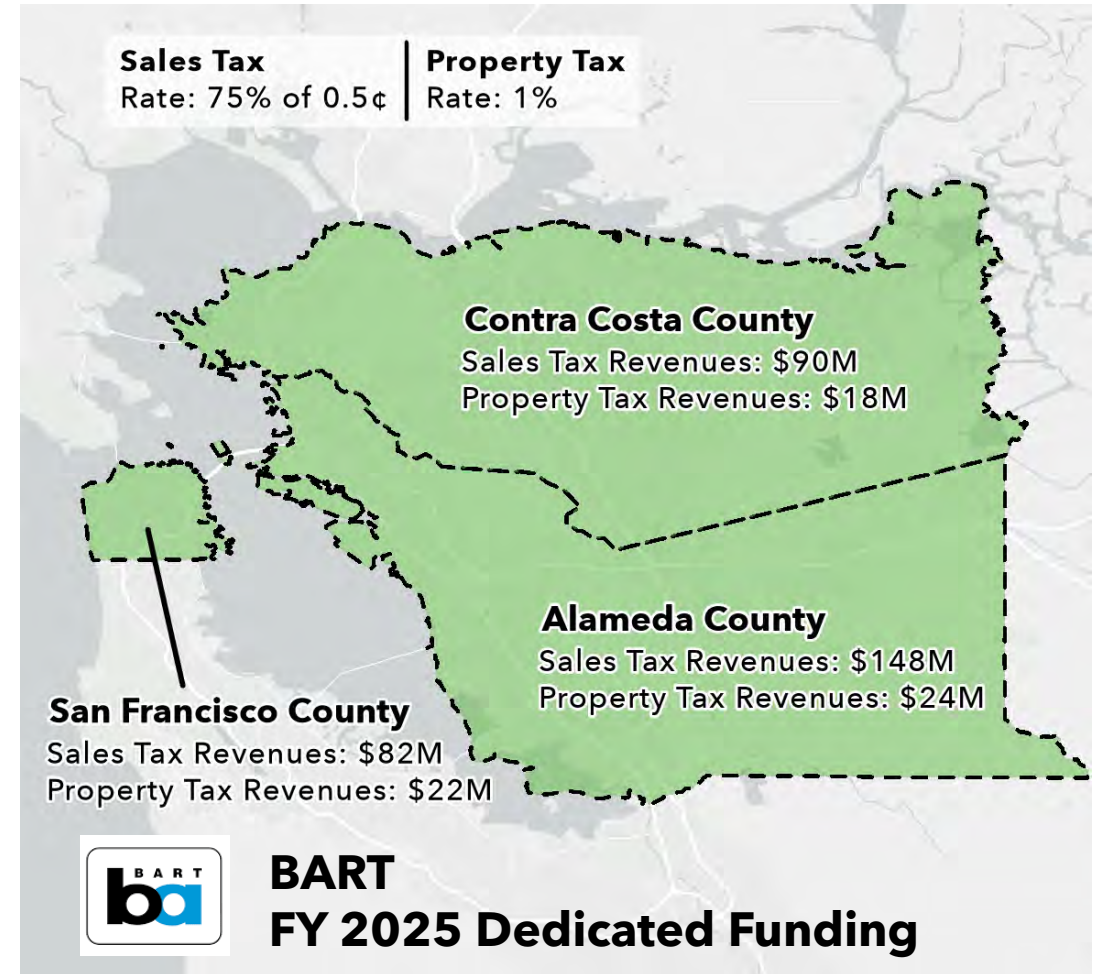 Sales Tax
Rate: 75% of 0.5¢
Property Tax
Rate: 1%
Contra Costa County
Sales Tax Revenues: $90M
Property Tax Revenues: $18M
Alameda County
Sales Tax Revenues: $148M
Property Tax Revenues: $24M
San Francisco County
Sales Tax Revenues: $82M
Property Tax Revenues: $22M
BART
ba
BART
FY 2025 Dedicated Funding